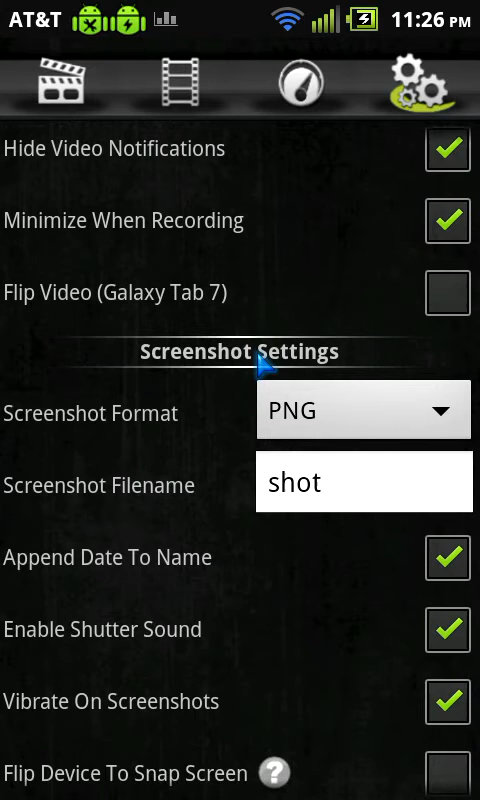 AT&T 11:26 PM
Hide Video Notifications
Minimize When Recording
Flip Video (Galaxy Tab 7)
Screenshot Settings
Screenshot Format PNG
Screenshot Filename shot
Append Date To Name
Enable Shutter Sound
Vibrate On Screenshots
Flip Device To Snap Screen ?